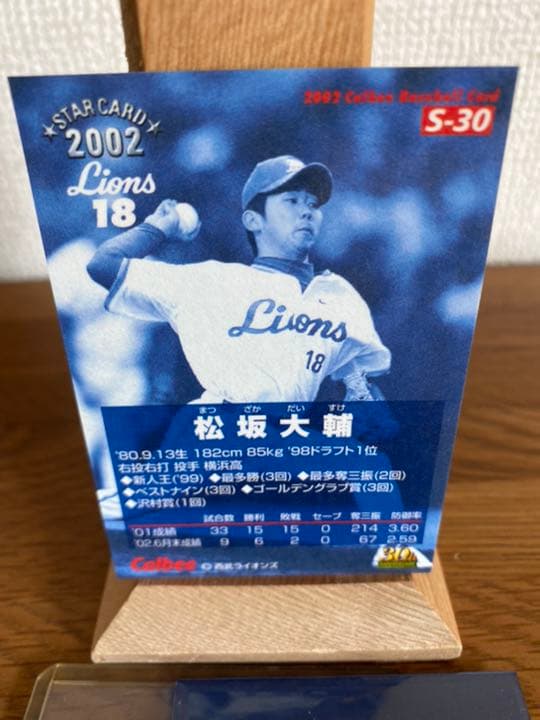 ★STAR CARD★
2002
Lions
18
2002 Calbee Baseball Card
S-30
Lions
18
まつ ざか だい すけ
松坂大輔
'80.9.13生 182cm 85kg '98ドラフト1位
右投右打 投手 横浜高
◆新人王('99) ◆最多勝(3回) ◆最多奪三振(2回)
◆ベストナイン(3回) ◆ゴールデングラブ賞(3回)
◆沢村賞(1回)
試合数 勝利 敗戦 セーブ 奪三振 防御率
'01成績 33 15 15 0 214 3.60
'02.6月末成績 9 6 2 0 67 2.59
Calbee © 西武ライオンズ
30th